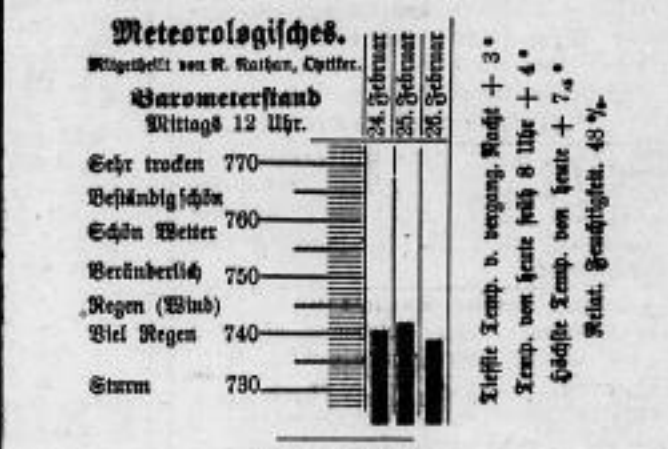 Meteorologisches.
Mitgetheilt von R. Nathan, Optiker.
Barometerstand
Mittags 12 Uhr.
24. Februar
25. Februar
26. Februar
Sehr trocken 770
Beständig schön
Schön Wetter 760
Veränderlich 750
Regen (Wind)
Viel Regen 740
Sturm 730
Tiefste Temp. v. vergang. Nacht + 3°
Temp. von heute früh 8 Uhr + 4°
Höchste Temp. von heute + 7,5°
Relat. Feuchtigkeit. 48 %.